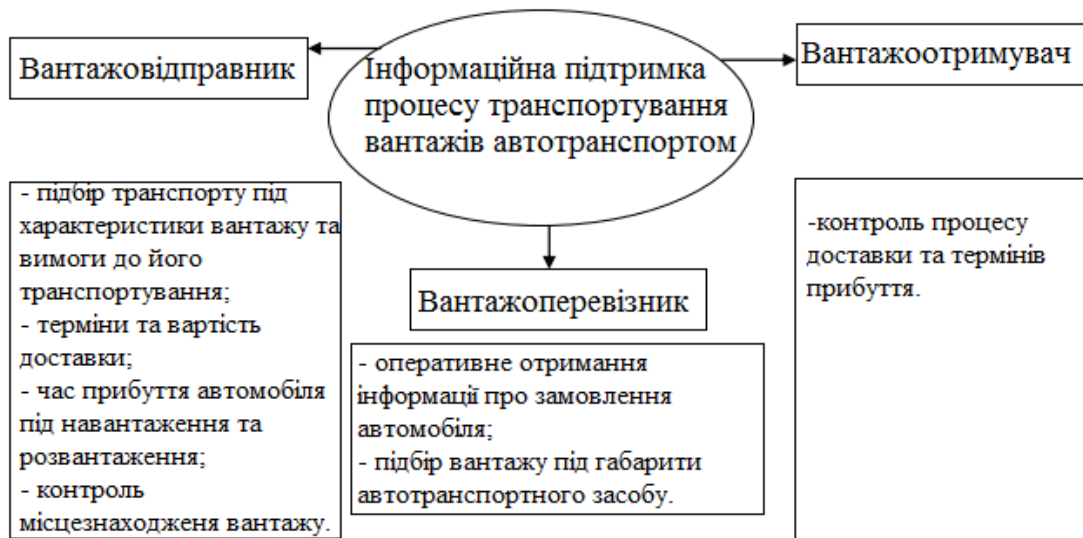 Вантажовідправник
Інформаційна підтримка
процесу транспортування
вантажів автотранспортом
Вантажоотримувач
- підбір транспорту під
характеристики вантажу та
вимоги до його
транспортування;
- терміни та вартість
доставки;
- час прибуття автомобіля
під навантаження та
розвантаження;
- контроль
місцезнаходженя вантажу.
Вантажоперевізник
- оперативне отримання
інформації про замовлення
автомобіля;
- підбір вантажу під габарити
автотранспортного засобу.
-контроль процесу
доставки та термінів
прибуття.